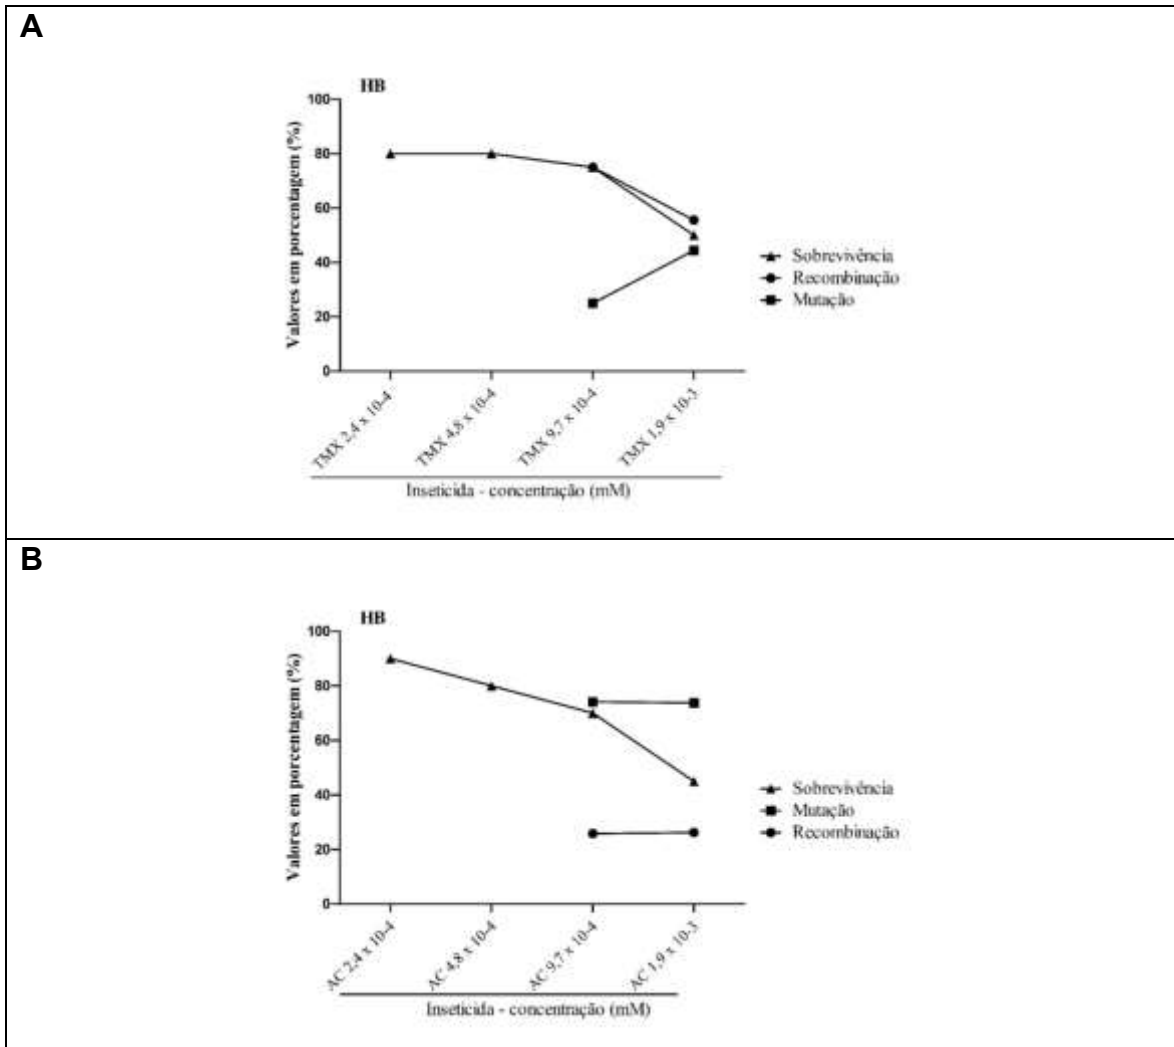 A
HB
Valores em porcentagem (%)
100
80
60
40
20
0
TMX 2,4 x 10-4
TMX 4,8 x 10-4
TMX 9,7 x 10-4
TMX 1,9 x 10-3
Inseticida - concentração (mM)
Sobrevivência
Recombinação
Mutação
B
HB
Valores em porcentagem (%)
100
80
60
40
20
0
AC 2,4 x 10-4
AC 4,8 x 10-4
AC 9,7 x 10-4
AC 1,9 x 10-3
Inseticida - concentração (mM)
Sobrevivência
Mutação
Recombinação